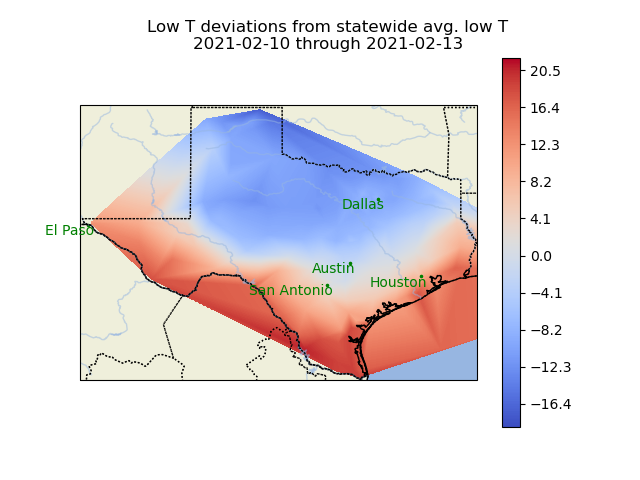 Low T deviations from statewide avg. low T
2021-02-10 through 2021-02-13
20.5
16.4
12.3
8.2
4.1
0.0
−4.1
−8.2
−12.3
−16.4
Dallas
El Paso
Austin
San Antonio
Houston